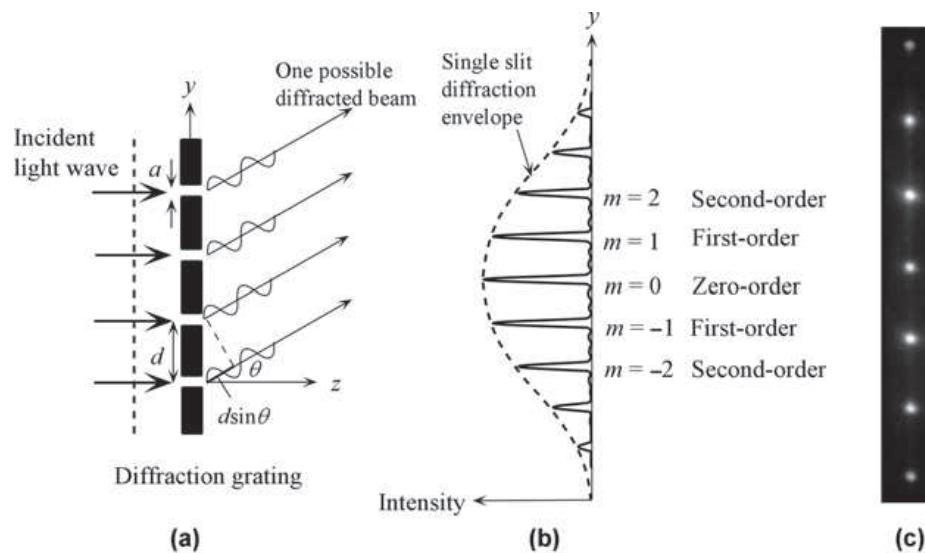 y
One possible
diffracted beam
Incident
light wave
a
d
θ
z
dsinθ
Diffraction grating
(a)
y
Single slit
diffraction
envelope
m = 2 Second-order
m = 1 First-order
m = 0 Zero-order
m = −1 First-order
m = −2 Second-order
Intensity
(b)
(c)